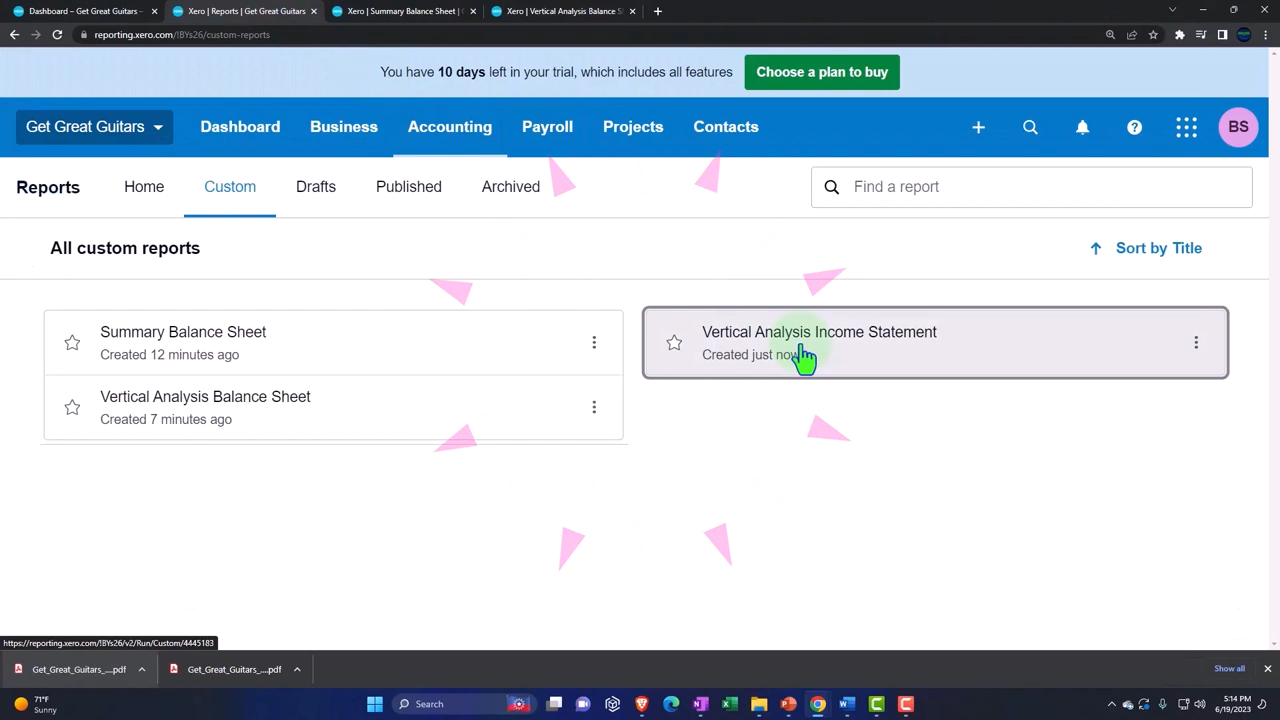 Dashboard – Get Great Guitars —
Xero | Reports | Get Great Guitars
Xero | Summary Balance Sheet |
Xero | Vertical Analysis Balance S
reporting.xero.com/!BYs26/custom-reports
You have 10 days left in your trial, which includes all features
Choose a plan to buy
Get Great Guitars
Dashboard
Business
Accounting
Payroll
Projects
Contacts
BS
Reports
Home
Custom
Drafts
Published
Archived
Find a report
All custom reports
Sort by Title
Summary Balance Sheet
Created 12 minutes ago
Vertical Analysis Income Statement
Created just now
Vertical Analysis Balance Sheet
Created 7 minutes ago
https://reporting.xero.com/!BYs26/v2/Run/Custom/4445183
Get_Great_Guitars_....pdf
Get_Great_Guitars_....pdf
Show all
71°F
Sunny
Search
5:14 PM
6/19/2023